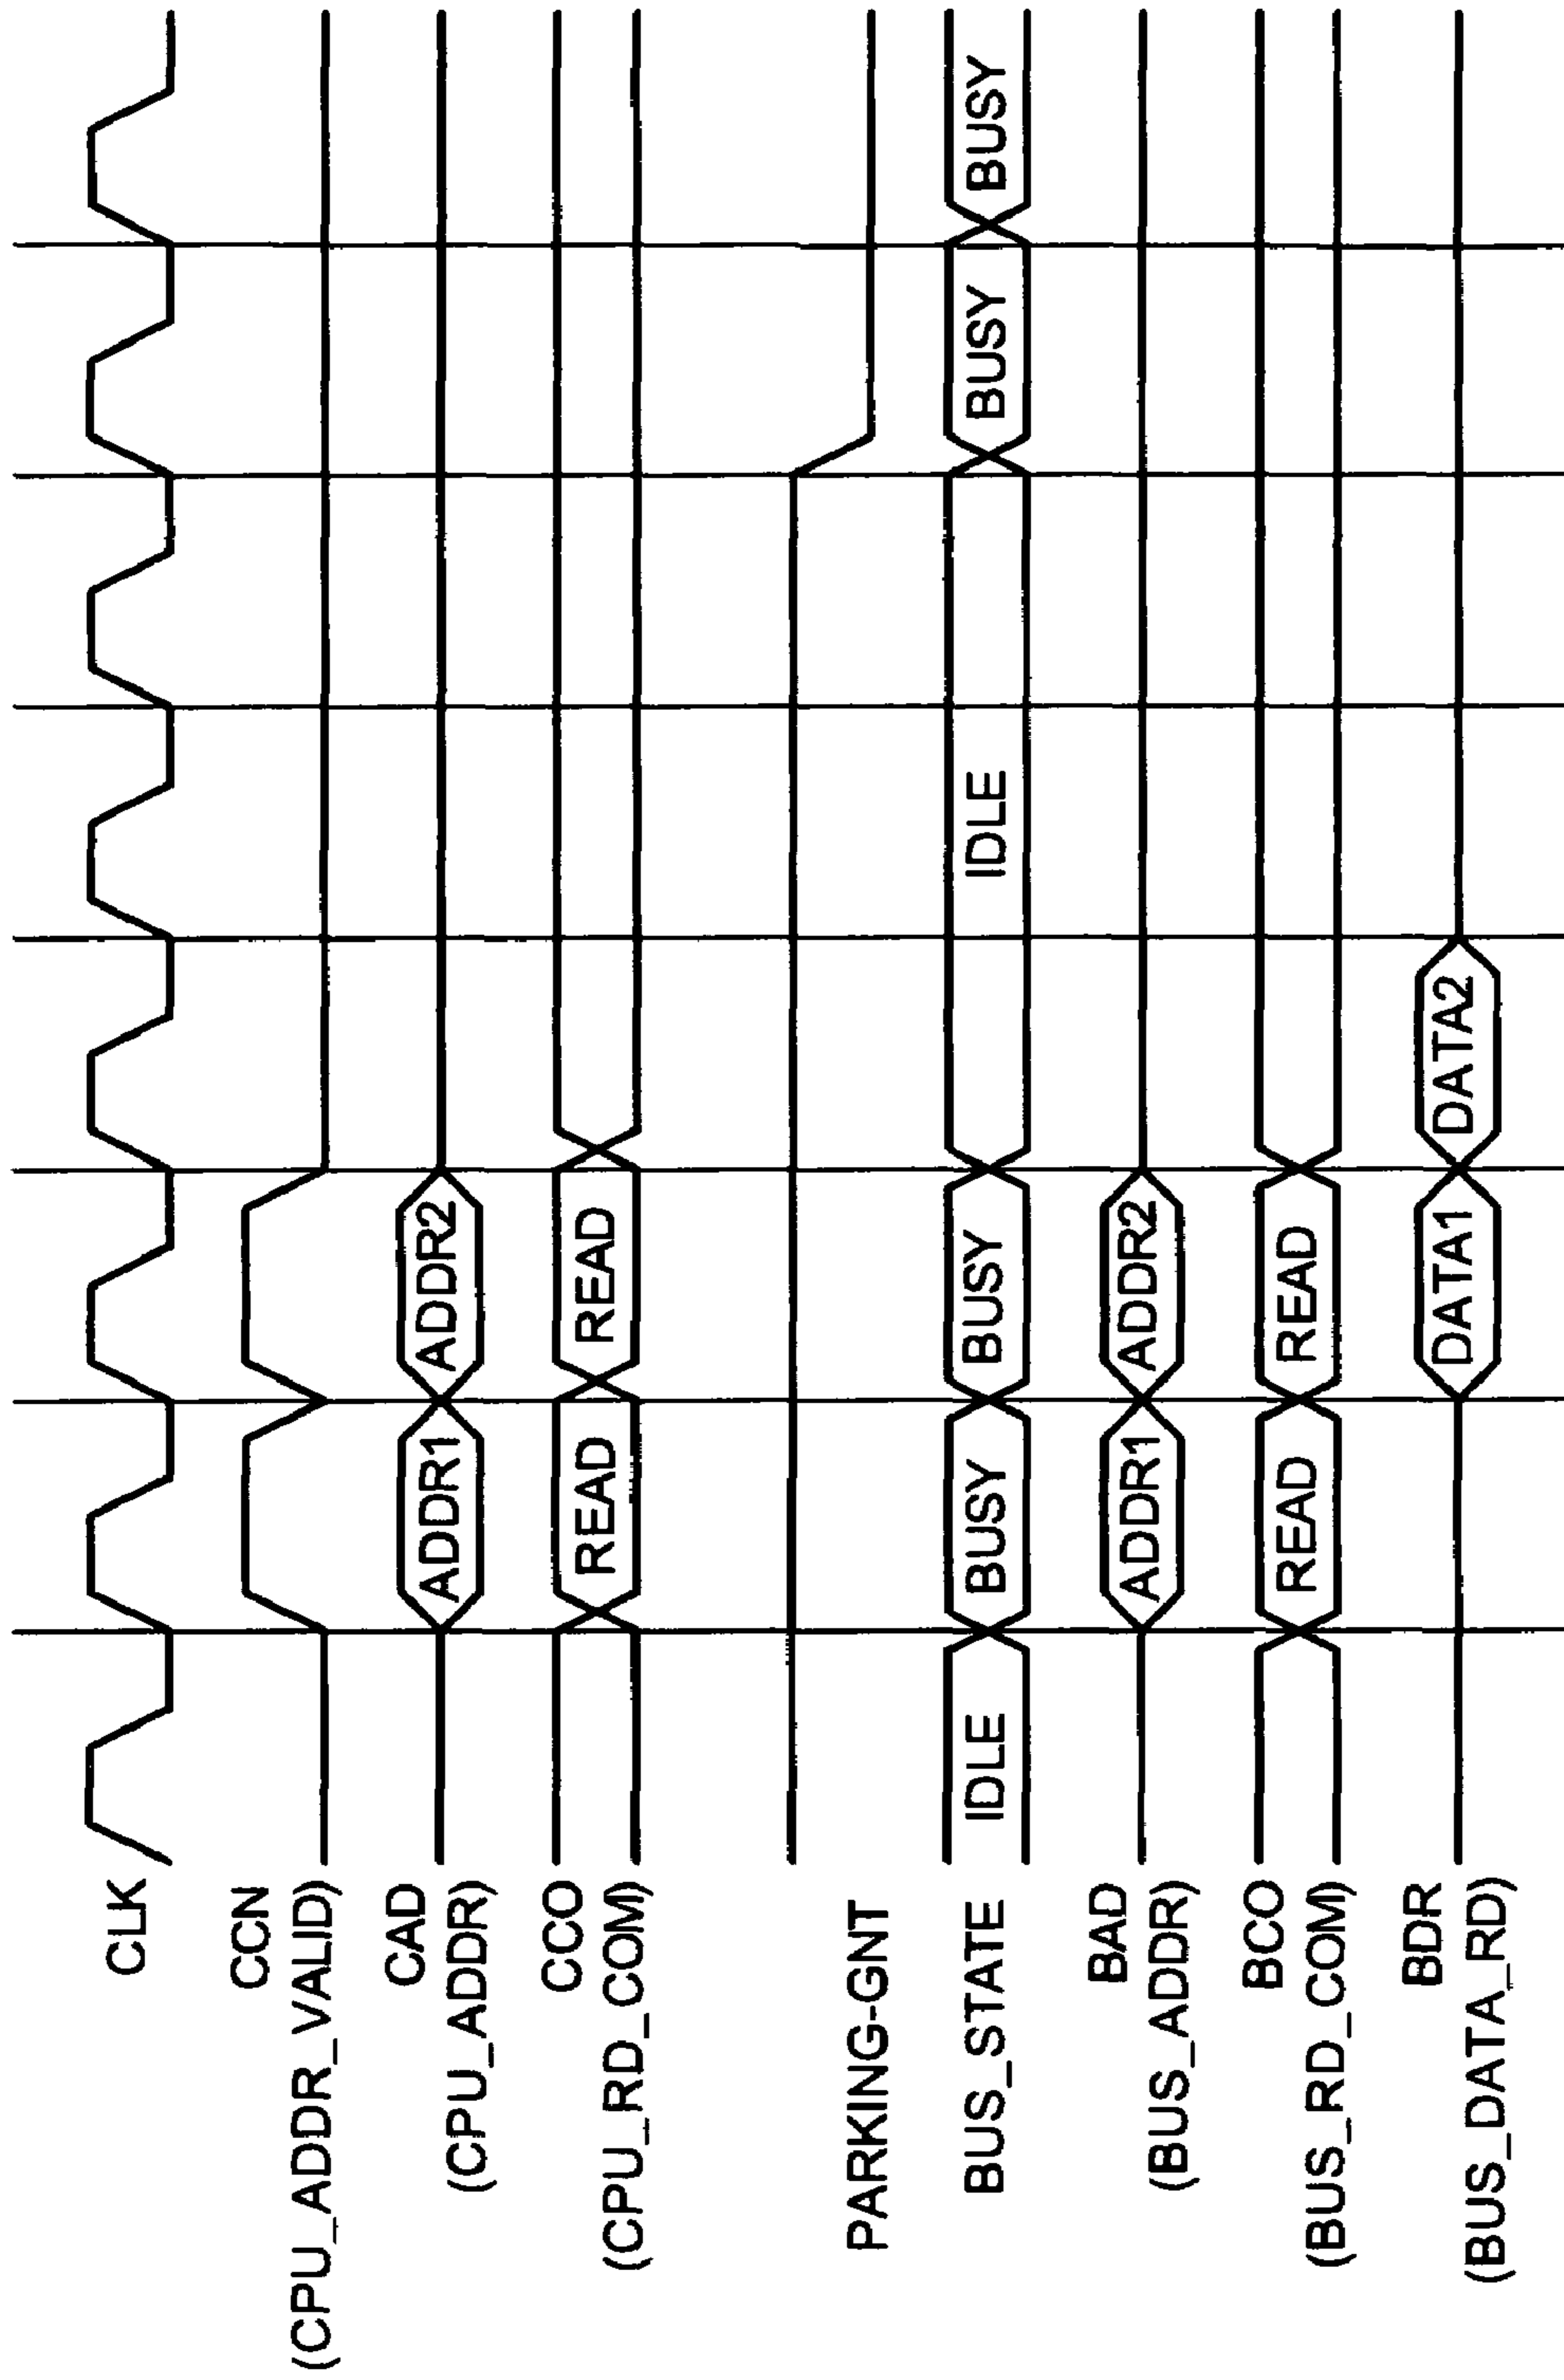 CLK
CCN
(CPU_ADDR_VALID)
CAD
(CPU_ADDR)
ADDR1 ADDR2
CCO
(CPU_RD_COM)
READ READ
PARKING-GNT
BUS_STATE
IDLE BUSY BUSY IDLE BUSY BUSY
BAD
(BUS_ADDR)
ADDR1 ADDR2
BCO
(BUS_RD_COM)
READ READ
BDR
(BUS_DATA_RD)
DATA1 DATA2